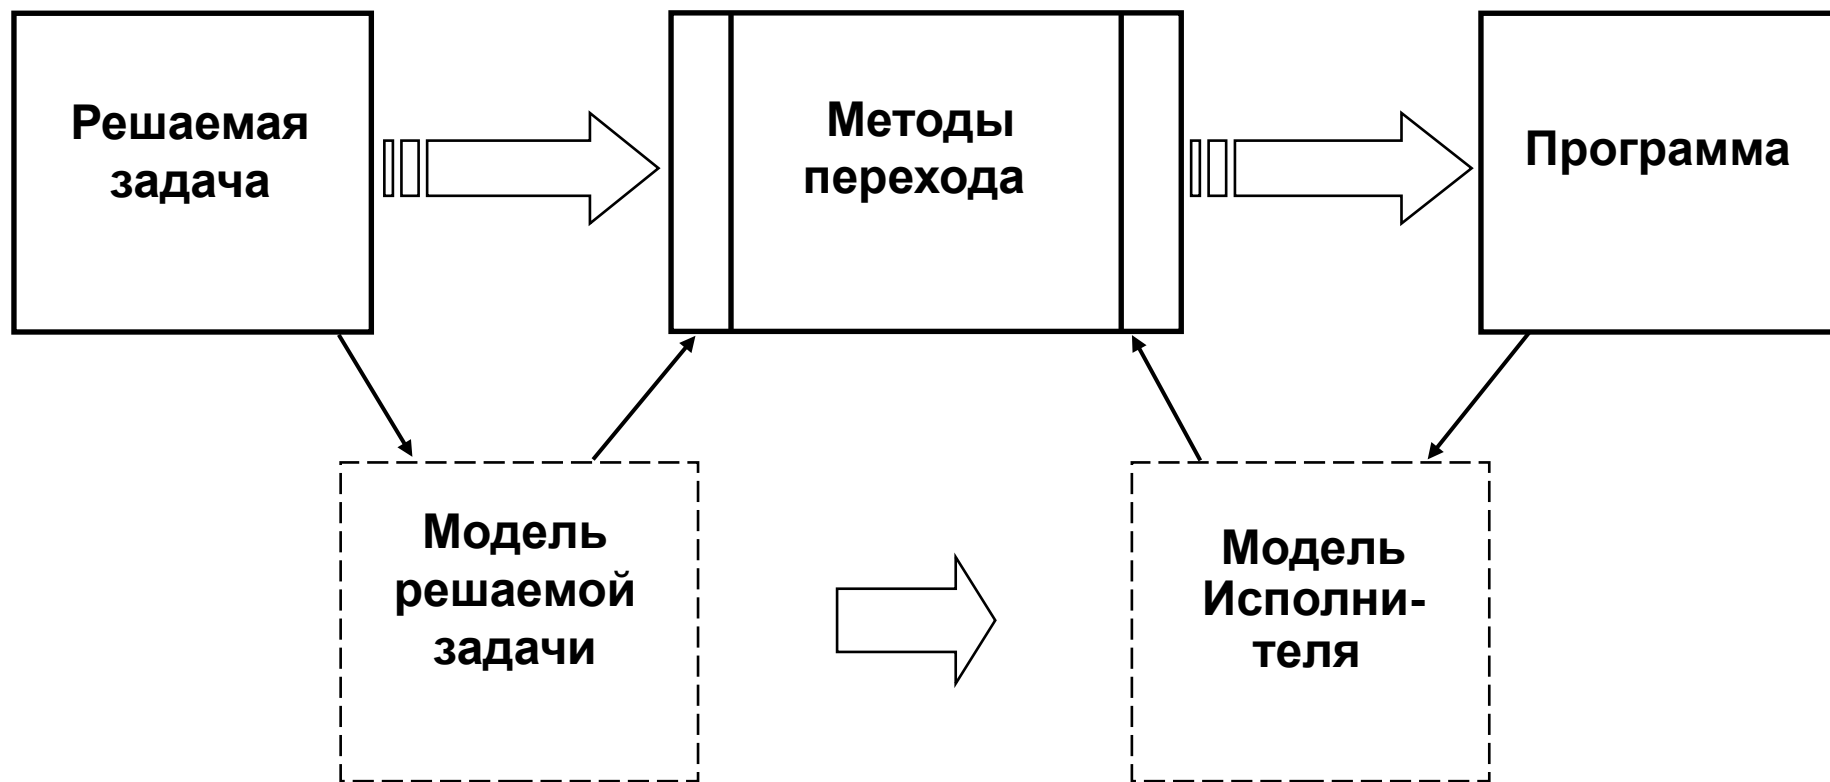 Решаемая
задача
Методы
перехода
Программа
Модель
решаемой
задачи
Модель
Исполни-
теля